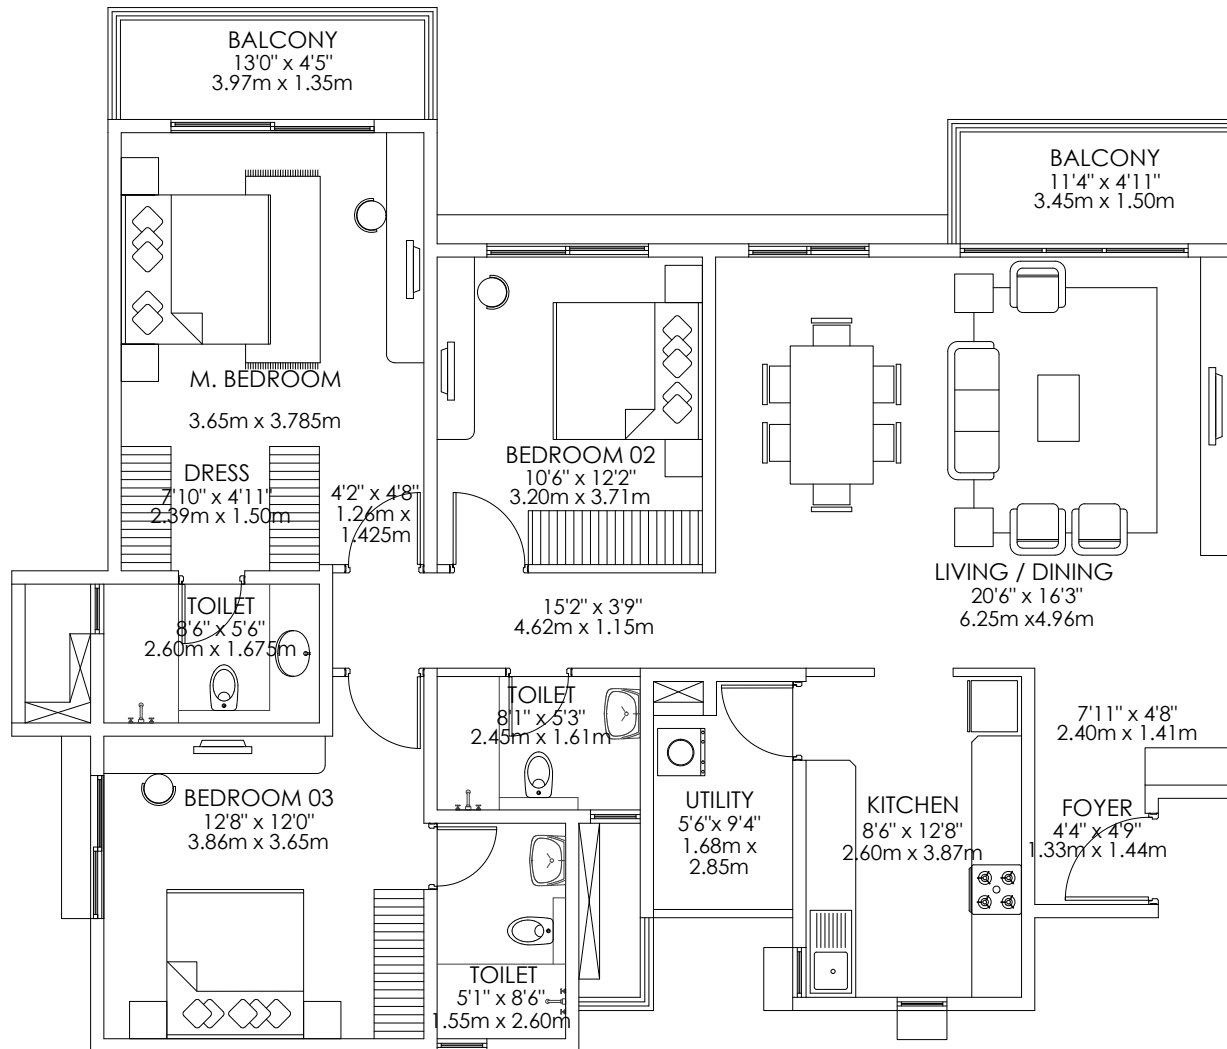 BALCONY
13'0" x 4'5"
3.97m x 1.35m
BALCONY
11'4" x 4'11"
3.45m x 1.50m
M. BEDROOM
3.65m x 3.785m
DRESS
7'10" x 4'11"
2.39m x 1.50m
4'2" x 4'8"
1.26m x
1.425m
BEDROOM 02
10'6" x 12'2"
3.20m x 3.71m
LIVING / DINING
20'6" x 16'3"
6.25m x4.96m
15'2" x 3'9"
4.62m x 1.15m
TOILET
8'6" x 5'6"
2.60m x 1.675m
TOILET
8'1" x 5'3"
2.45m x 1.61m
7'11" x 4'8"
2.40m x 1.41m
BEDROOM 03
12'8" x 12'0"
3.86m x 3.65m
UTILITY
5'6"x 9'4"
1.68m x
2.85m
KITCHEN
8'6" x 12'8"
2.60m x 3.87m
FOYER
4'4" x 4'9"
1.33m x 1.44m
TOILET
5'1" x 8'6"
1.55m x 2.60m